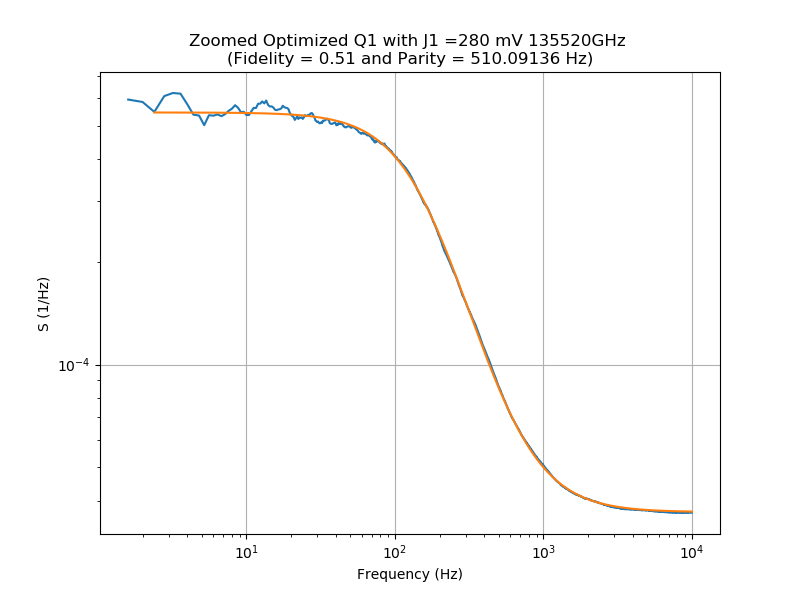 Zoomed Optimized Q1 with J1 =280 mV 135520GHz
(Fidelity = 0.51 and Parity = 510.09136 Hz)
S (1/Hz)
10⁻⁴
10¹ 10² 10³ 10⁴
Frequency (Hz)